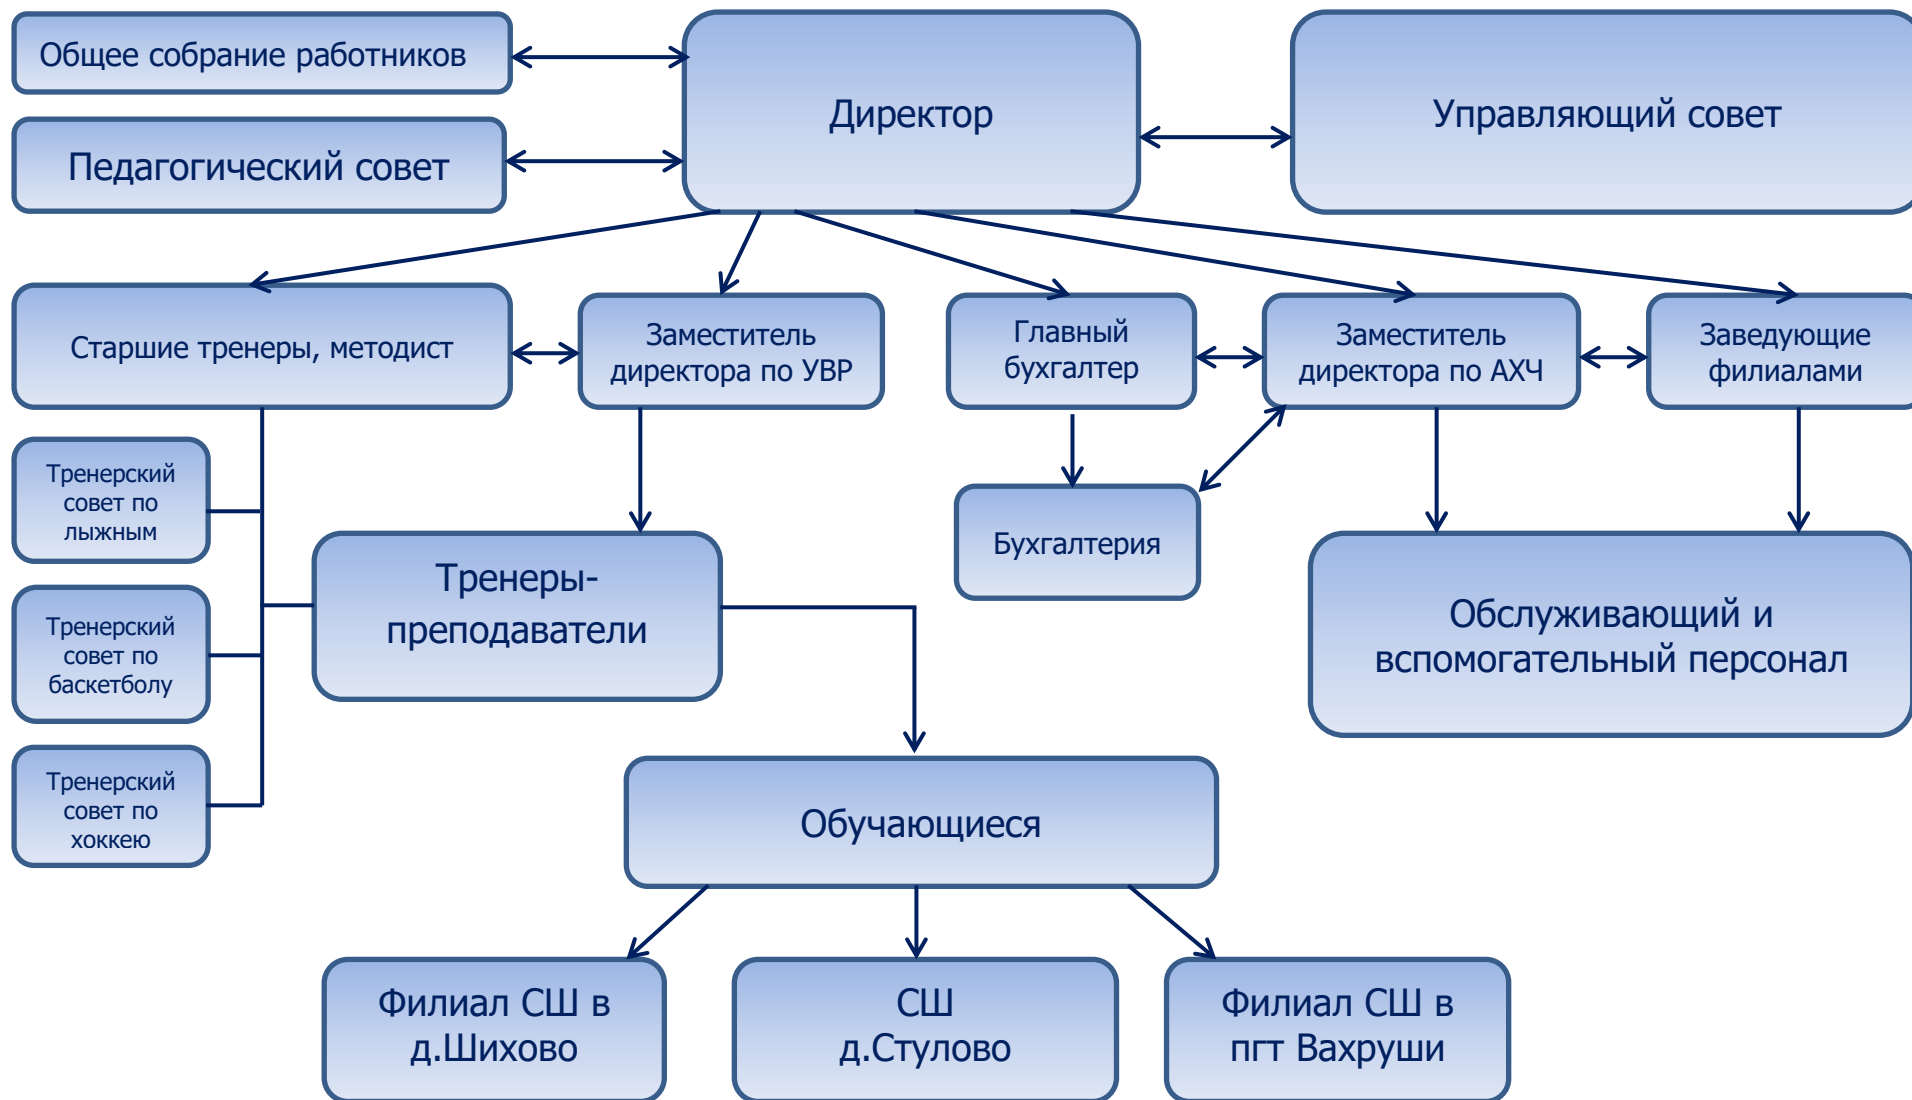 Общее собрание работников
Директор
Управляющий совет
Педагогический совет
Старшие тренеры, методист
Заместитель
директора по УВР
Главный
бухгалтер
Заместитель
директора по АХЧ
Заведующие
филиалами
Тренерский
совет по
лыжным
Тренеры-
преподаватели
Бухгалтерия
Обслуживающий и
вспомогательный персонал
Тренерский
совет по
баскетболу
Тренерский
совет по
хоккею
Обучающиеся
Филиал СШ в
д.Шихово
СШ
д.Стулово
Филиал СШ в
пгт Вахруши